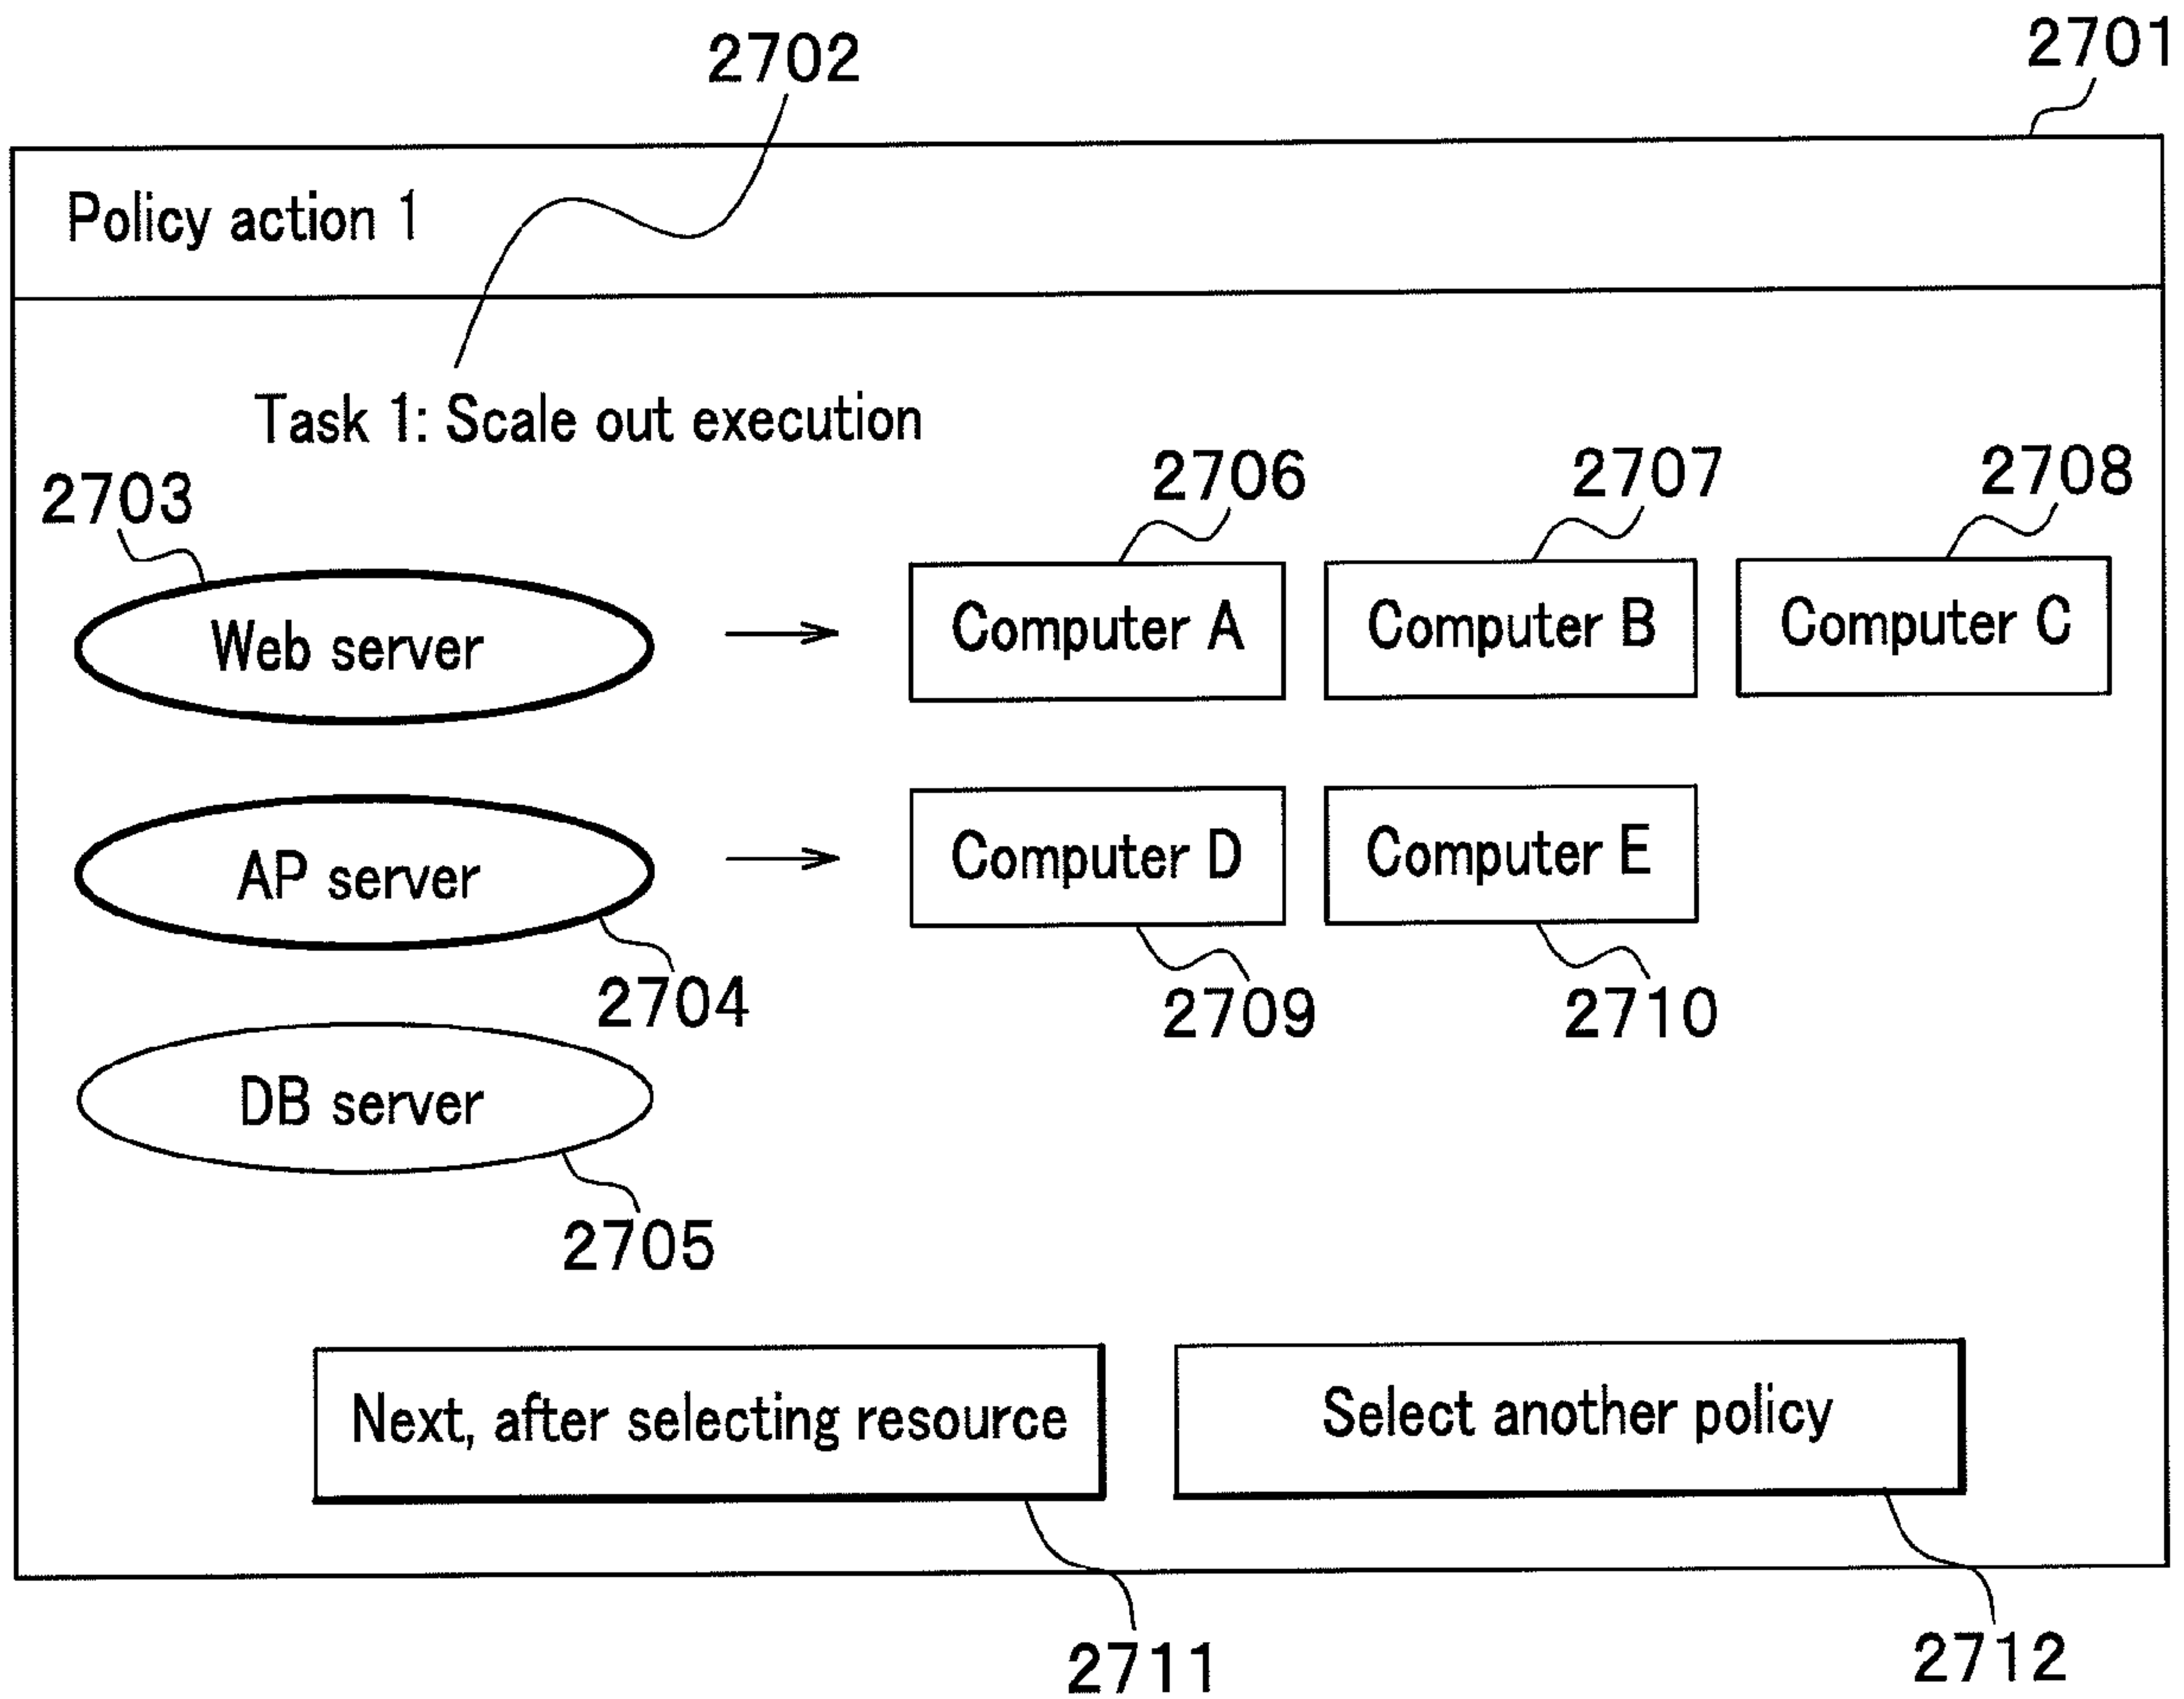 2702
2701
Policy action 1
Task 1: Scale out execution
2703
2706
2707
2708
Web server
Computer A
Computer B
Computer C
AP server
Computer D
Computer E
2704
2709
2710
DB server
2705
Next, after selecting resource
Select another policy
2711
2712